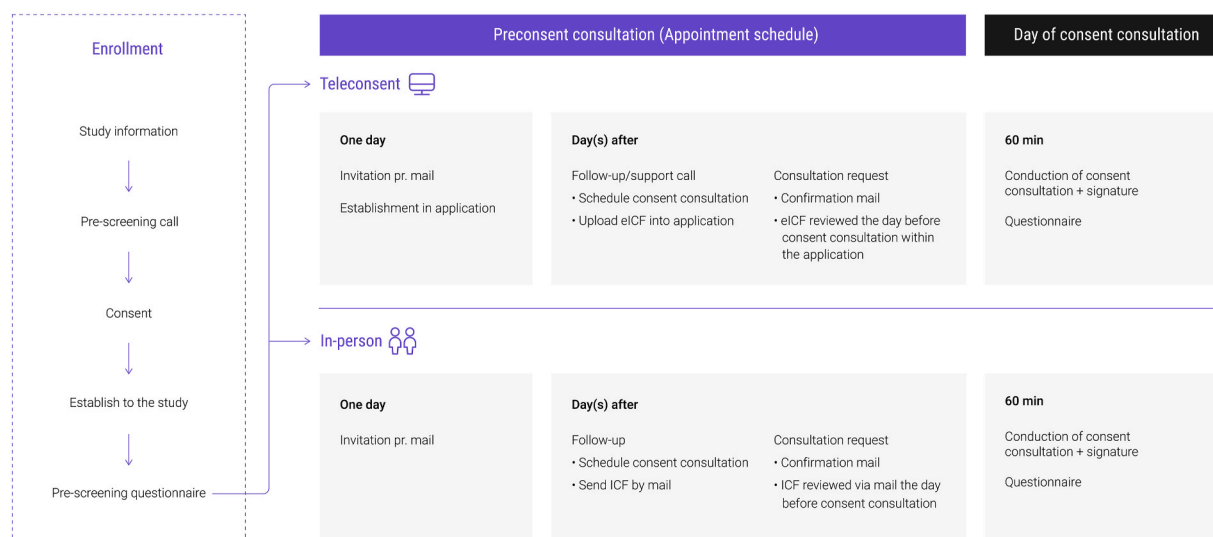 Enrollment
Study information
Pre-screening call
Consent
Establish to the study
Pre-screening questionnaire
Preconsent consultation (Appointment schedule)
Day of consent consultation
Teleconsent
One day
Invitation pr. mail
Establishment in application
Day(s) after
Follow-up/support call
• Schedule consent consultation
• Upload eICF into application
Consultation request
• Confirmation mail
• eICF reviewed the day before
consent consultation within
the application
60 min
Conduction of consent
consultation + signature
Questionnaire
In-person
One day
Invitation pr. mail
Day(s) after
Follow-up
• Schedule consent consultation
• Send ICF by mail
Consultation request
• Confirmation mail
• ICF reviewed via mail the day
before consent consultation
60 min
Conduction of consent
consultation + signature
Questionnaire